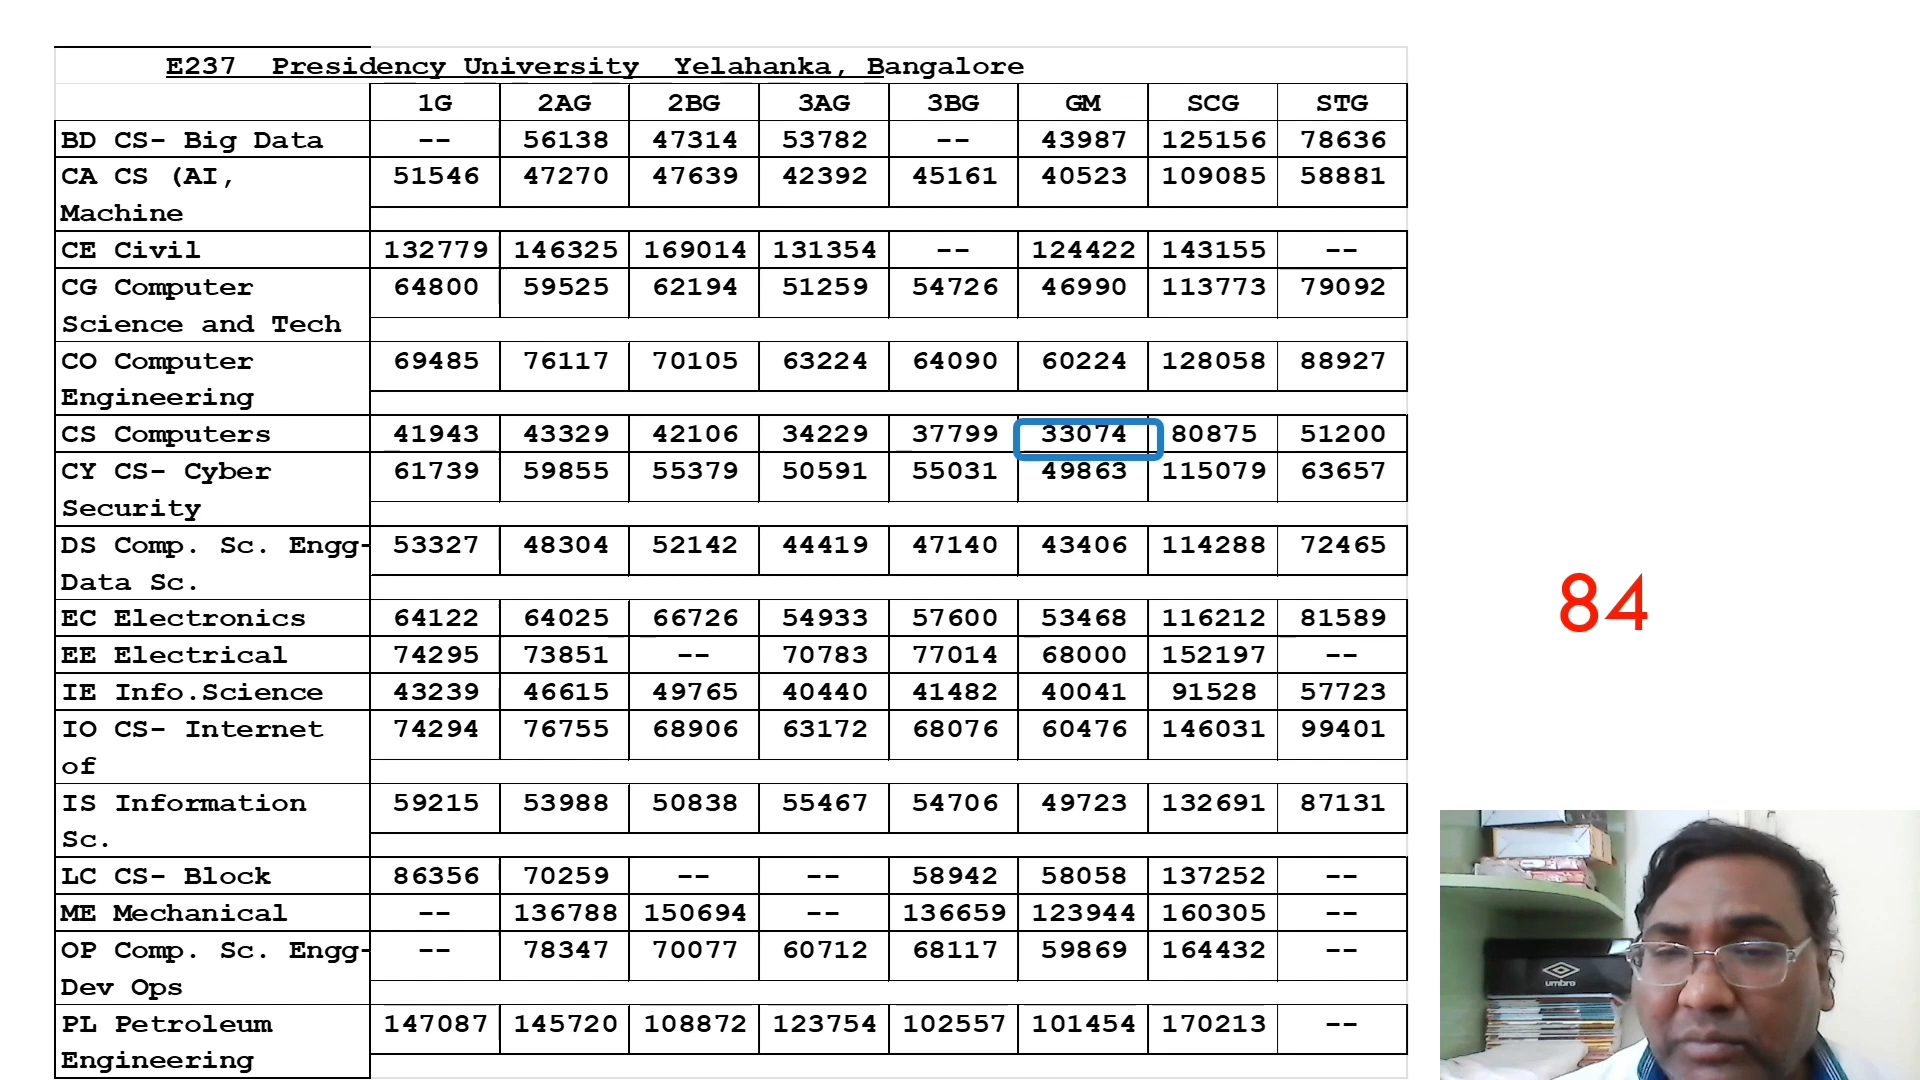 E237 Presidency University Yelahanka, Bangalore
1G 2AG 2BG 3AG 3BG GM SCG STG
BD CS- Big Data -- 56138 47314 53782 -- 43987 125156 78636
CA CS (AI, 51546 47270 47639 42392 45161 40523 109085 58881
Machine
CE Civil 132779 146325 169014 131354 -- 124422 143155 --
CG Computer 64800 59525 62194 51259 54726 46990 113773 79092
Science and Tech
CO Computer 69485 76117 70105 63224 64090 60224 128058 88927
Engineering
CS Computers 41943 43329 42106 34229 37799 33074 80875 51200
CY CS- Cyber 61739 59855 55379 50591 55031 49863 115079 63657
Security
DS Comp. Sc. Engg- 53327 48304 52142 44419 47140 43406 114288 72465
Data Sc.
EC Electronics 64122 64025 66726 54933 57600 53468 116212 81589
EE Electrical 74295 73851 -- 70783 77014 68000 152197 --
IE Info.Science 43239 46615 49765 40440 41482 40041 91528 57723
IO CS- Internet 74294 76755 68906 63172 68076 60476 146031 99401
of
IS Information 59215 53988 50838 55467 54706 49723 132691 87131
Sc.
LC CS- Block 86356 70259 -- -- 58942 58058 137252 --
ME Mechanical -- 136788 150694 -- 136659 123944 160305 --
OP Comp. Sc. Engg- -- 78347 70077 60712 68117 59869 164432 --
Dev Ops
PL Petroleum 147087 145720 108872 123754 102557 101454 170213 --
Engineering
84
umbro